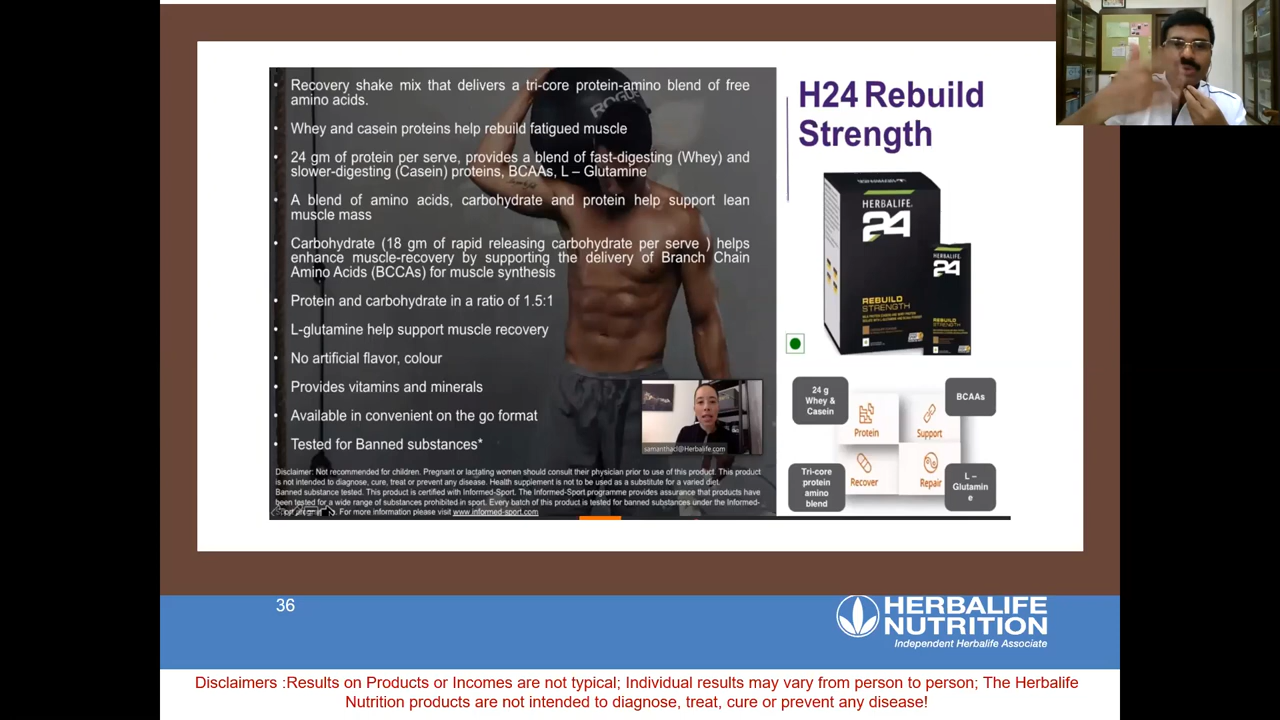 • Recovery shake mix that delivers a tri-core protein-amino blend of free
amino acids.
• Whey and casein proteins help rebuild fatigued muscle
• 24 gm of protein per serve, provides a blend of fast-digesting (Whey) and
slower-digesting (Casein) proteins, BCAAs, L – Glutamine
• A blend of amino acids, carbohydrate and protein help support lean
muscle mass
• Carbohydrate (18 gm of rapid releasing carbohydrate per serve ) helps
enhance muscle-recovery by supporting the delivery of Branch Chain
Amino Acids (BCCAs) for muscle synthesis
• Protein and carbohydrate in a ratio of 1.5:1
• L-glutamine help support muscle recovery
• No artificial flavor, colour
• Provides vitamins and minerals
• Available in convenient on the go format
• Tested for Banned substances*
ROGUE
samanthacl@Herbalife.com
Disclaimer: Not recommended for children. Pregnant or lactating women should consult their physician prior to use of this product. This product
is not intended to diagnose, cure, treat or prevent any disease. Health supplement is not to be used as a substitute for a varied diet.
Banned substance tested. This product is certified with Informed-Sport. The Informed-Sport programme provides assurance that products have
been tested for a wide range of substances prohibited in sport. Every batch of this product is tested for banned substances under the Informed-
For more information please visit www.informed-sport.com
H24 Rebuild
Strength
HERBALIFE
24
REBUILD
STRENGTH
HERBALIFE
24
REBUILD
STRENGTH
24 g
Whey &
Casein
BCAAs
Protein
Support
Recover
Repair
Tri-core
protein
amino
blend
L –
Glutamin
e
36
HERBALIFE
NUTRITION
Independent Herbalife Associate
Disclaimers :Results on Products or Incomes are not typical; Individual results may vary from person to person; The Herbalife
Nutrition products are not intended to diagnose, treat, cure or prevent any disease!